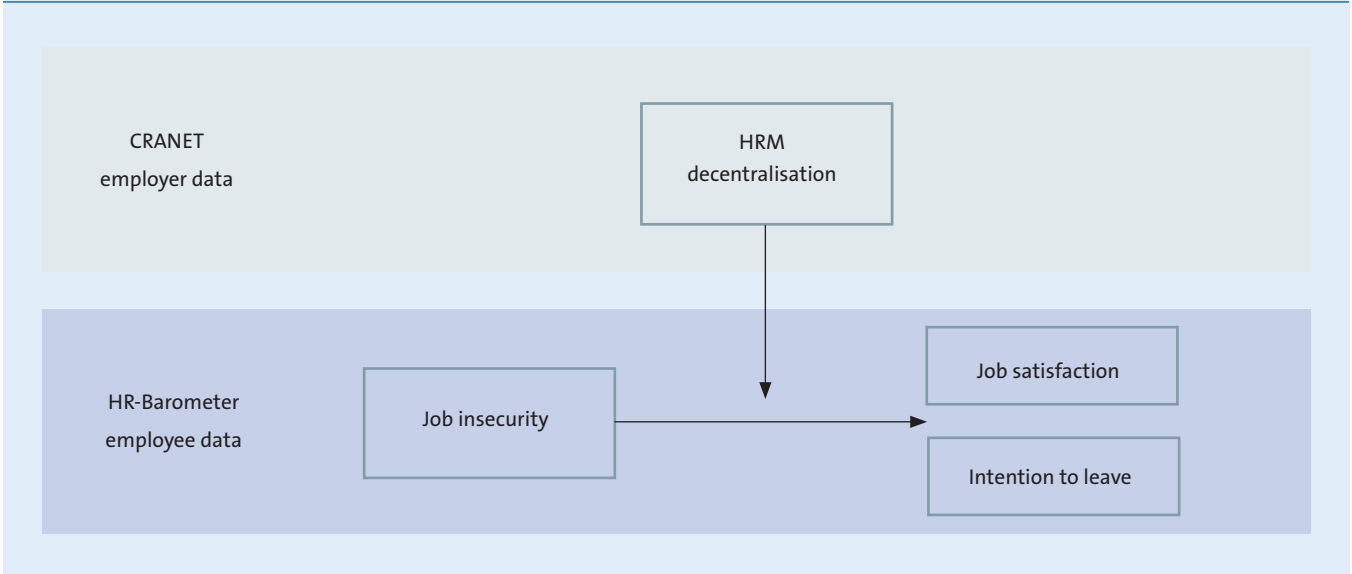 CRANET
employer data
HRM
decentralisation
HR-Barometer
employee data
Job insecurity
Job satisfaction
Intention to leave